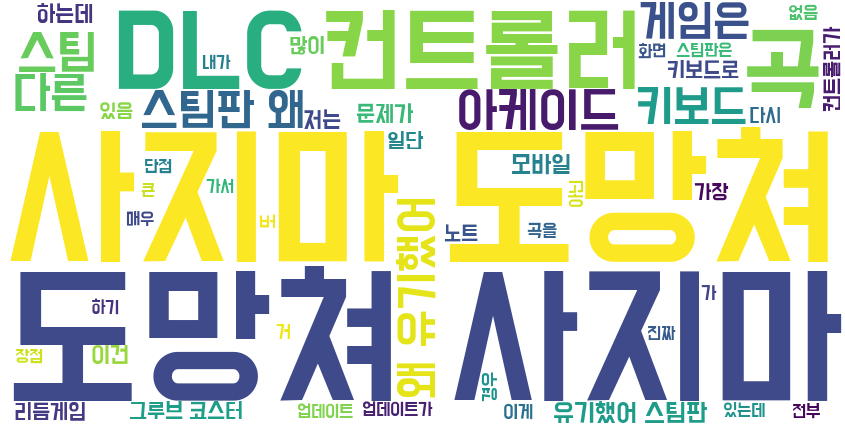 하는데
스팀
다른
DLC
내가
많이
컨트롤러
게임은
없음
화면
스팀판은
키보드로
곡
컨트롤러가
있음
스팀판 왜
저는
문제가
일단
아케이드
키보드
다시
사지마 도망쳐
단점
큰
가서
매우
버
왜 유기했어
모바일
노트
곡을
가장
도망쳐 사지마
하기
거
가
진짜
장점
이건
리듬게임
그루브 코스터
업데이트
업데이트가
이게
유기했어 스팀판
있는데
전부